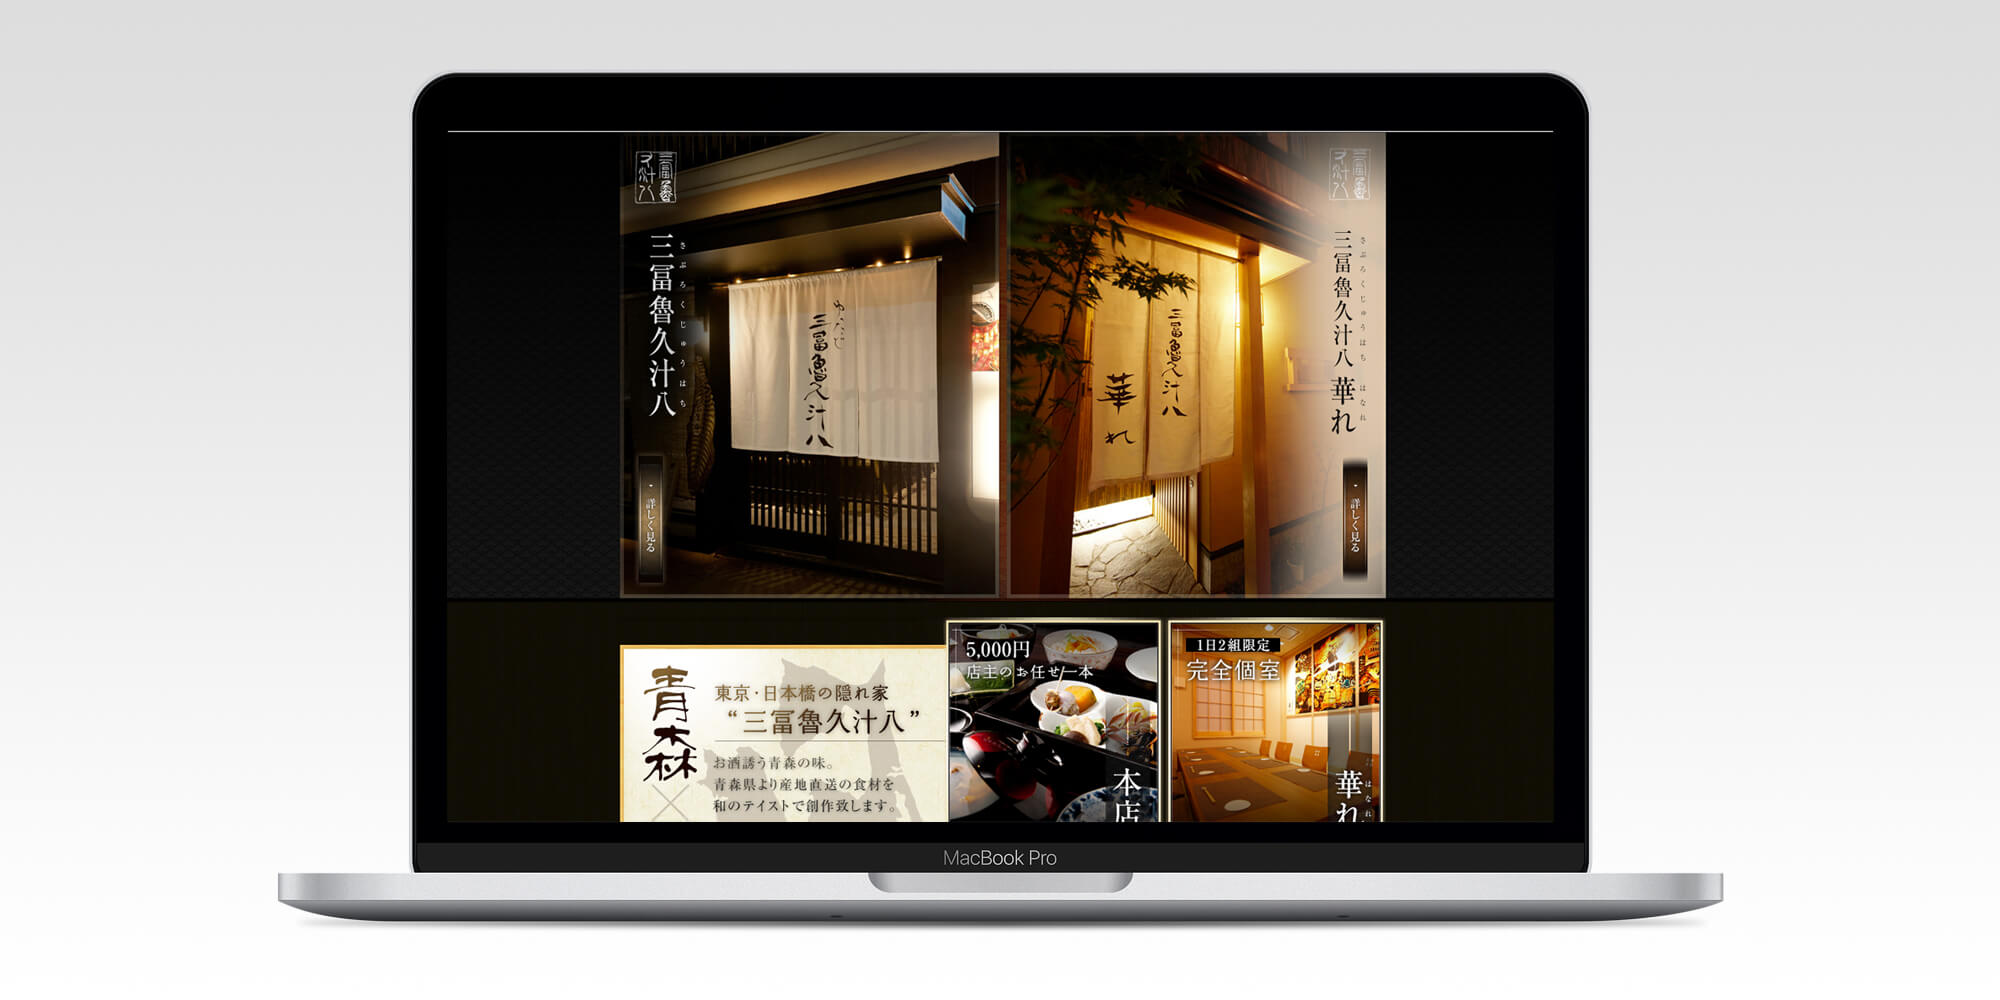 三冨魯久汁八
さぶろくじゅうはち
詳しく見る
三冨魯久汁八
三冨魯久汁八
華れ
三冨魯久汁八
三冨魯久汁八 華れ
さぶろくじゅうはち はなれ
詳しく見る
三冨魯久汁八
青森
東京・日本橋の隠れ家
“三冨魯久汁八”
お酒誘う青森の味。
青森県より産地直送の食材を
和のテイストで創作致します。
5,000円
店主のお任せ一本
本店
1日2組限定
完全個室
華れ
はなれ
MacBook Pro